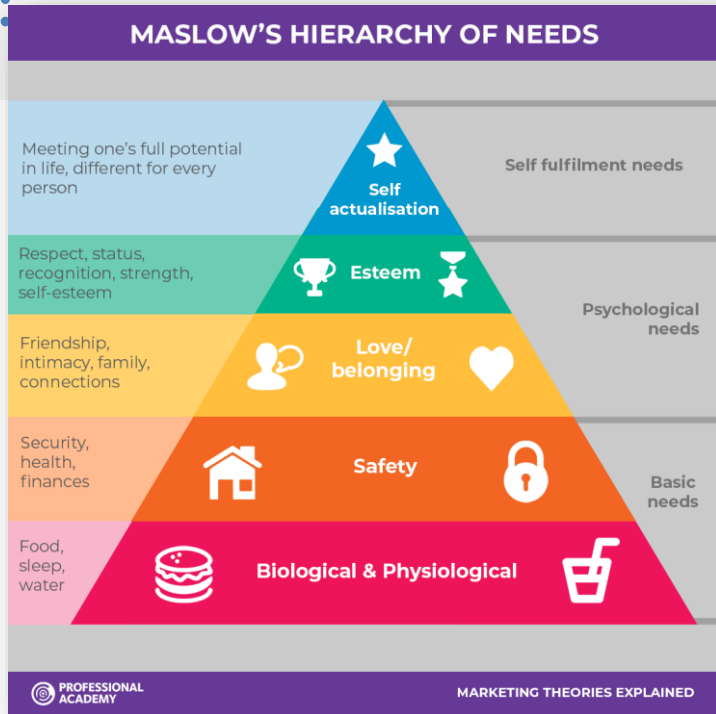 MASLOW'S HIERARCHY OF NEEDS
Meeting one's full potential
in life, different for every
person
Self
actualisation
Self fulfilment needs
Respect, status,
recognition, strength,
self-esteem
Esteem
Psychological
needs
Friendship,
intimacy, family,
connections
Love/
belonging
Security,
health,
finances
Safety
Basic
needs
Food,
sleep,
water
Biological & Physiological
PROFESSIONAL
ACADEMY
MARKETING THEORIES EXPLAINED